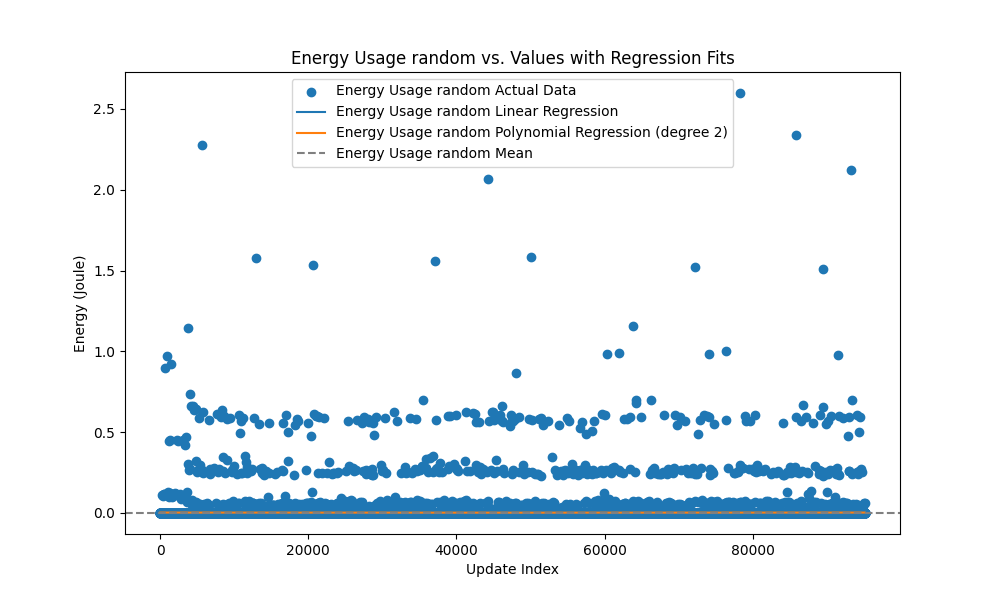 Energy Usage random vs. Values with Regression Fits
Energy Usage random Actual Data
Energy Usage random Linear Regression
Energy Usage random Polynomial Regression (degree 2)
Energy Usage random Mean
Energy (Joule)
2.5
2.0
1.5
1.0
0.5
0.0
0
20000
40000
60000
80000
Update Index